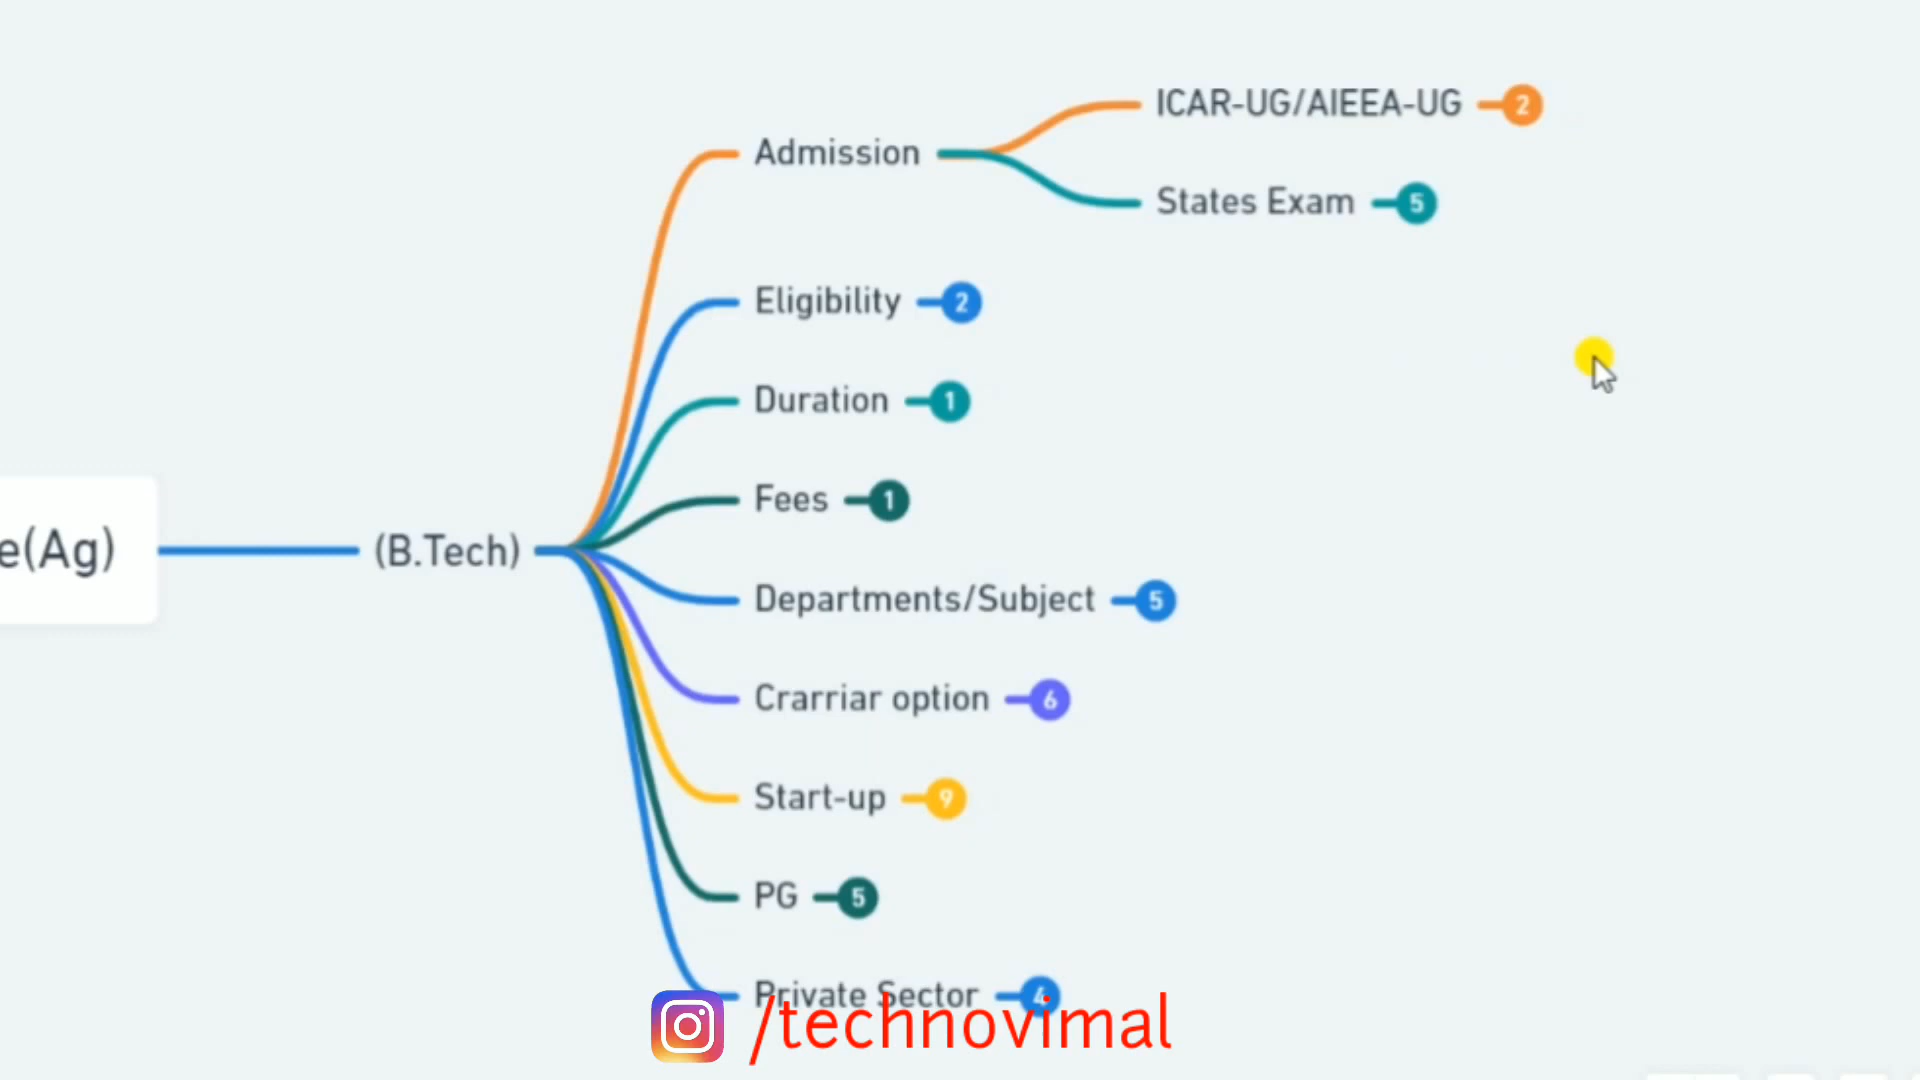 ICAR-UG/AIEEA-UG 2
Admission
States Exam 5
Eligibility 2
Duration 1
Fees 1
e(Ag)
(B.Tech)
Departments/Subject 5
Crarriar option 6
Start-up 9
PG 5
Private Sector 4
/technovimal